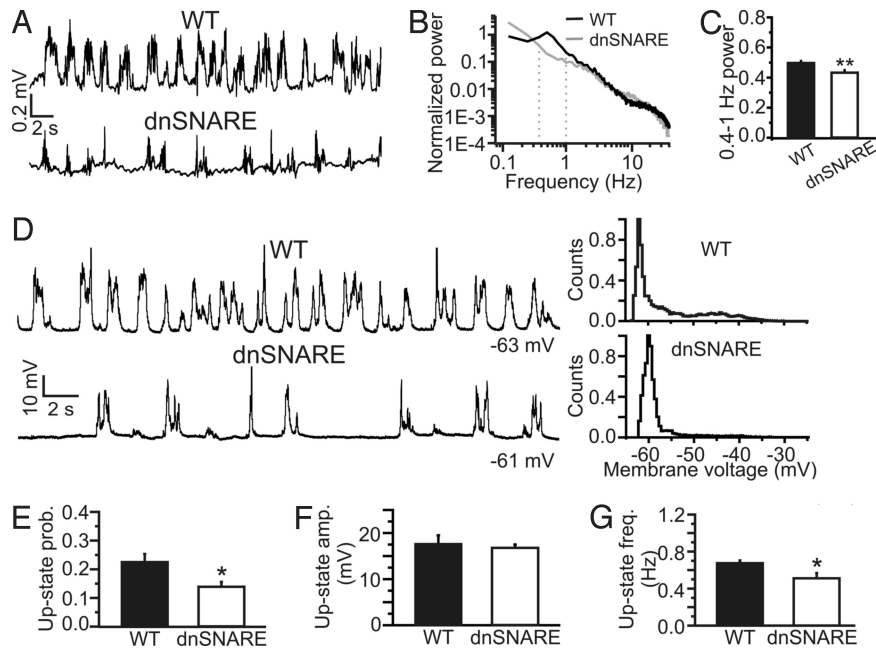 A
WT
0.2 mV
2 s
dnSNARE
B
WT
dnSNARE
Normalized power
1
0.1
0.01
1E-3
1E-4
0.1
1
10
Frequency (Hz)
C
0.4-1 Hz power
0.8
0.6
0.4
0.2
0.0
**
WT
dnSNARE
D
WT
-63 mV
dnSNARE
10 mV
2 s
-61 mV
Counts
0.8
0.4
0.0
WT
Counts
0.8
0.4
0.0
dnSNARE
-60
-50
-40
-30
Membrane voltage (mV)
E
Up-state prob.
0.4
0.3
0.2
0.1
0.0
*
WT
dnSNARE
F
Up-state amp.
(mV)
20
10
0
WT
dnSNARE
G
Up-state freq.
(Hz)
1.2
0.8
0.4
0.0
*
WT
dnSNARE